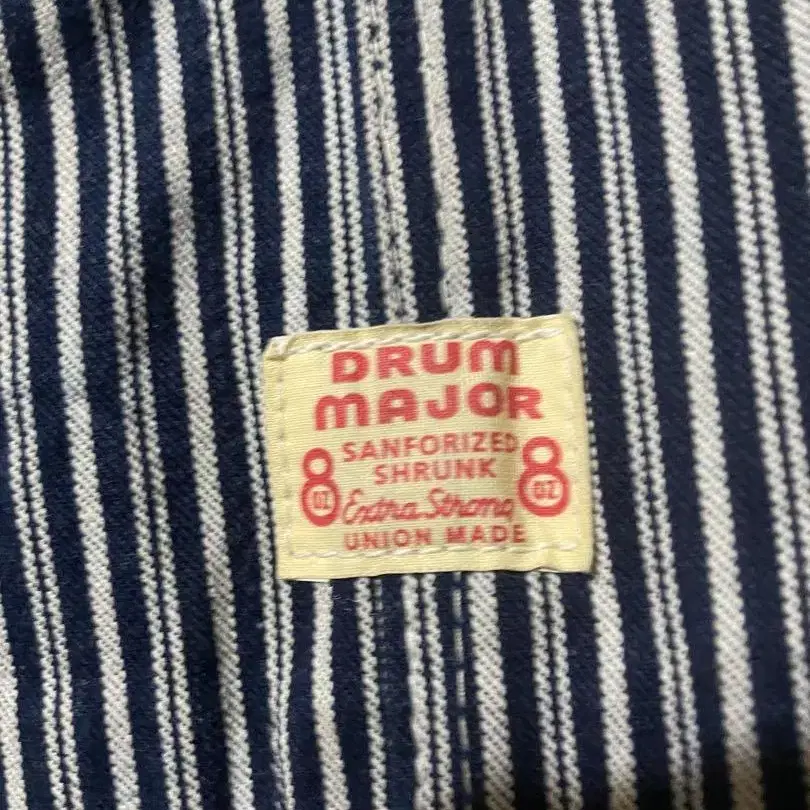 DRUM
MAJOR
SANFORIZED
SHRUNK
8 OZ Extra Strong 8 OZ
UNION MADE